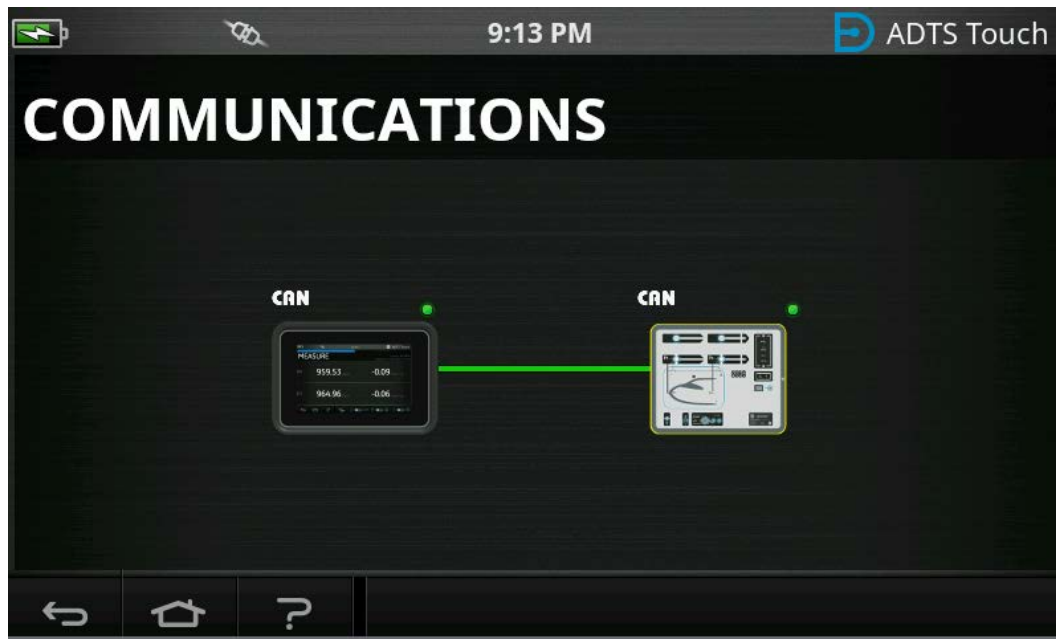 9:13 PM
ADTS Touch
COMMUNICATIONS
CAN
CAN
MEASURE
959.53
-0.09
964.96
-0.06